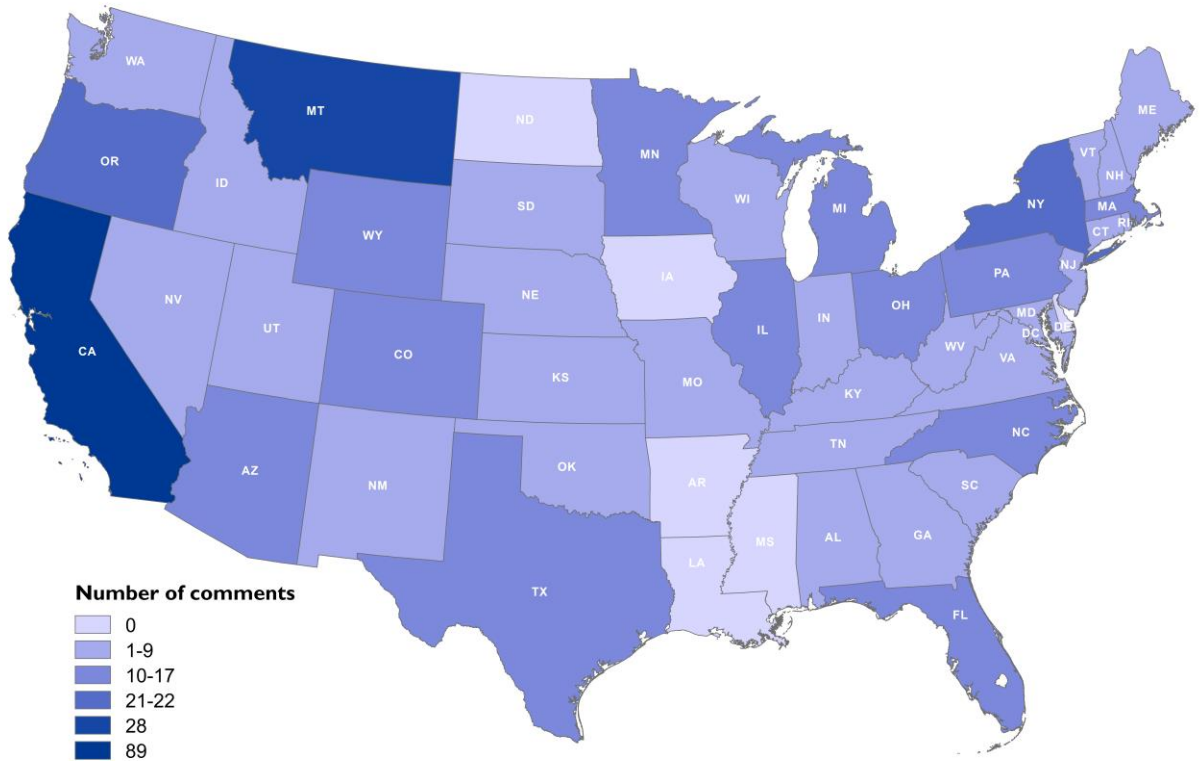 WA
MT
ND
MN
ME
OR
ID
SD
WI
MI
VT
NH
NY
MA
CT
RI
WY
IA
NE
PA
NJ
NV
UT
CO
IL
IN
OH
MD
DE
DC
WV
VA
CA
KS
MO
KY
AZ
NM
OK
TN
NC
AR
SC
MS
AL
GA
LA
TX
FL
Number of comments
0
1-9
10-17
21-22
28
89